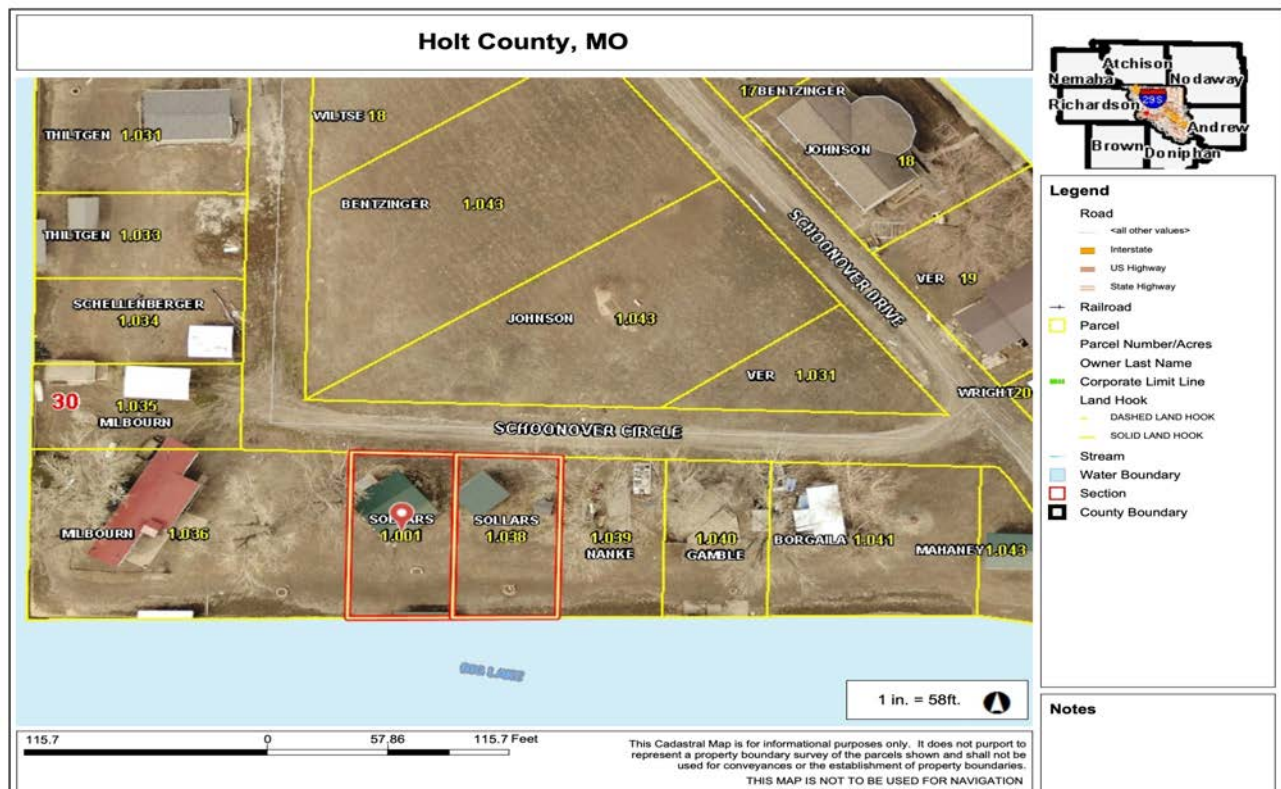 Holt County, MO
WILTSE 18
17 BENTZINGER
THILTGEN 1.031
JOHNSON 18
BENTZINGER 1.043
THILTGEN 1.033
SCHOONOVER DRIVE
VER 19
SCHELLENBERGER
1.034
JOHNSON 1.043
VER 1.031
WRIGHT 20
30
1.035
MILBOURN
SCHOONOVER CIRCLE
MILBOURN 1.036
SOLLARS
1.001
SOLLARS
1.038
1.039
NANKE
1.040
GAMBLE
BORGAILA 1.041
MAHANEY 1.043
BIG LAKE
1 in. = 58ft.
115.7 0 57.86 115.7 Feet
This Cadastral Map is for informational purposes only. It does not purport to
represent a property boundary survey of the parcels shown and shall not be
used for conveyances or the establishment of property boundaries.
THIS MAP IS NOT TO BE USED FOR NAVIGATION
Atchison
Nemaha
Nodaway
Richardson
29S
Andrew
Brown
Doniphan
Legend
Road
<all other values>
Interstate
US Highway
State Highway
Railroad
Parcel
Parcel Number/Acres
Owner Last Name
Corporate Limit Line
Land Hook
DASHED LAND HOOK
SOLID LAND HOOK
Stream
Water Boundary
Section
County Boundary
Notes